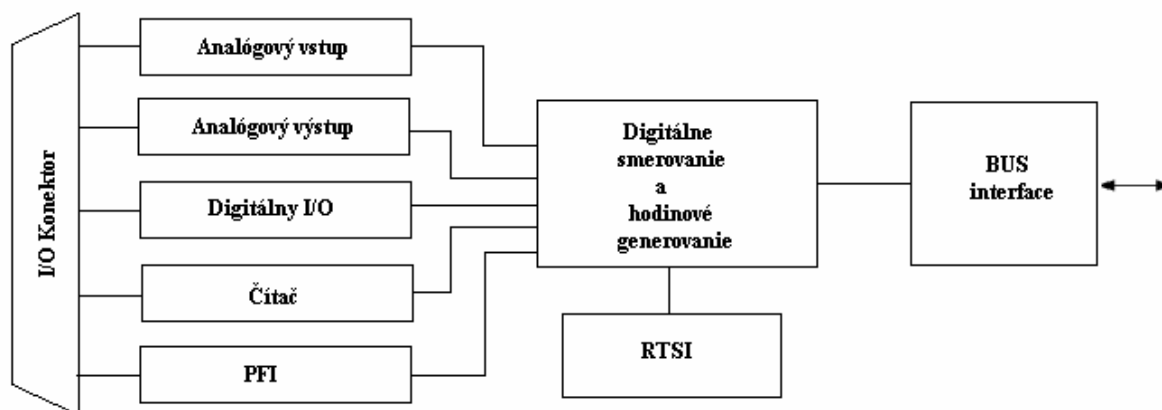 I/O Konektor
Analógový vstup
Analógový výstup
Digitálny I/O
Čítač
PFI
Digitálne
smerovanie
a
hodinové
generovanie
RTSI
BUS
interface